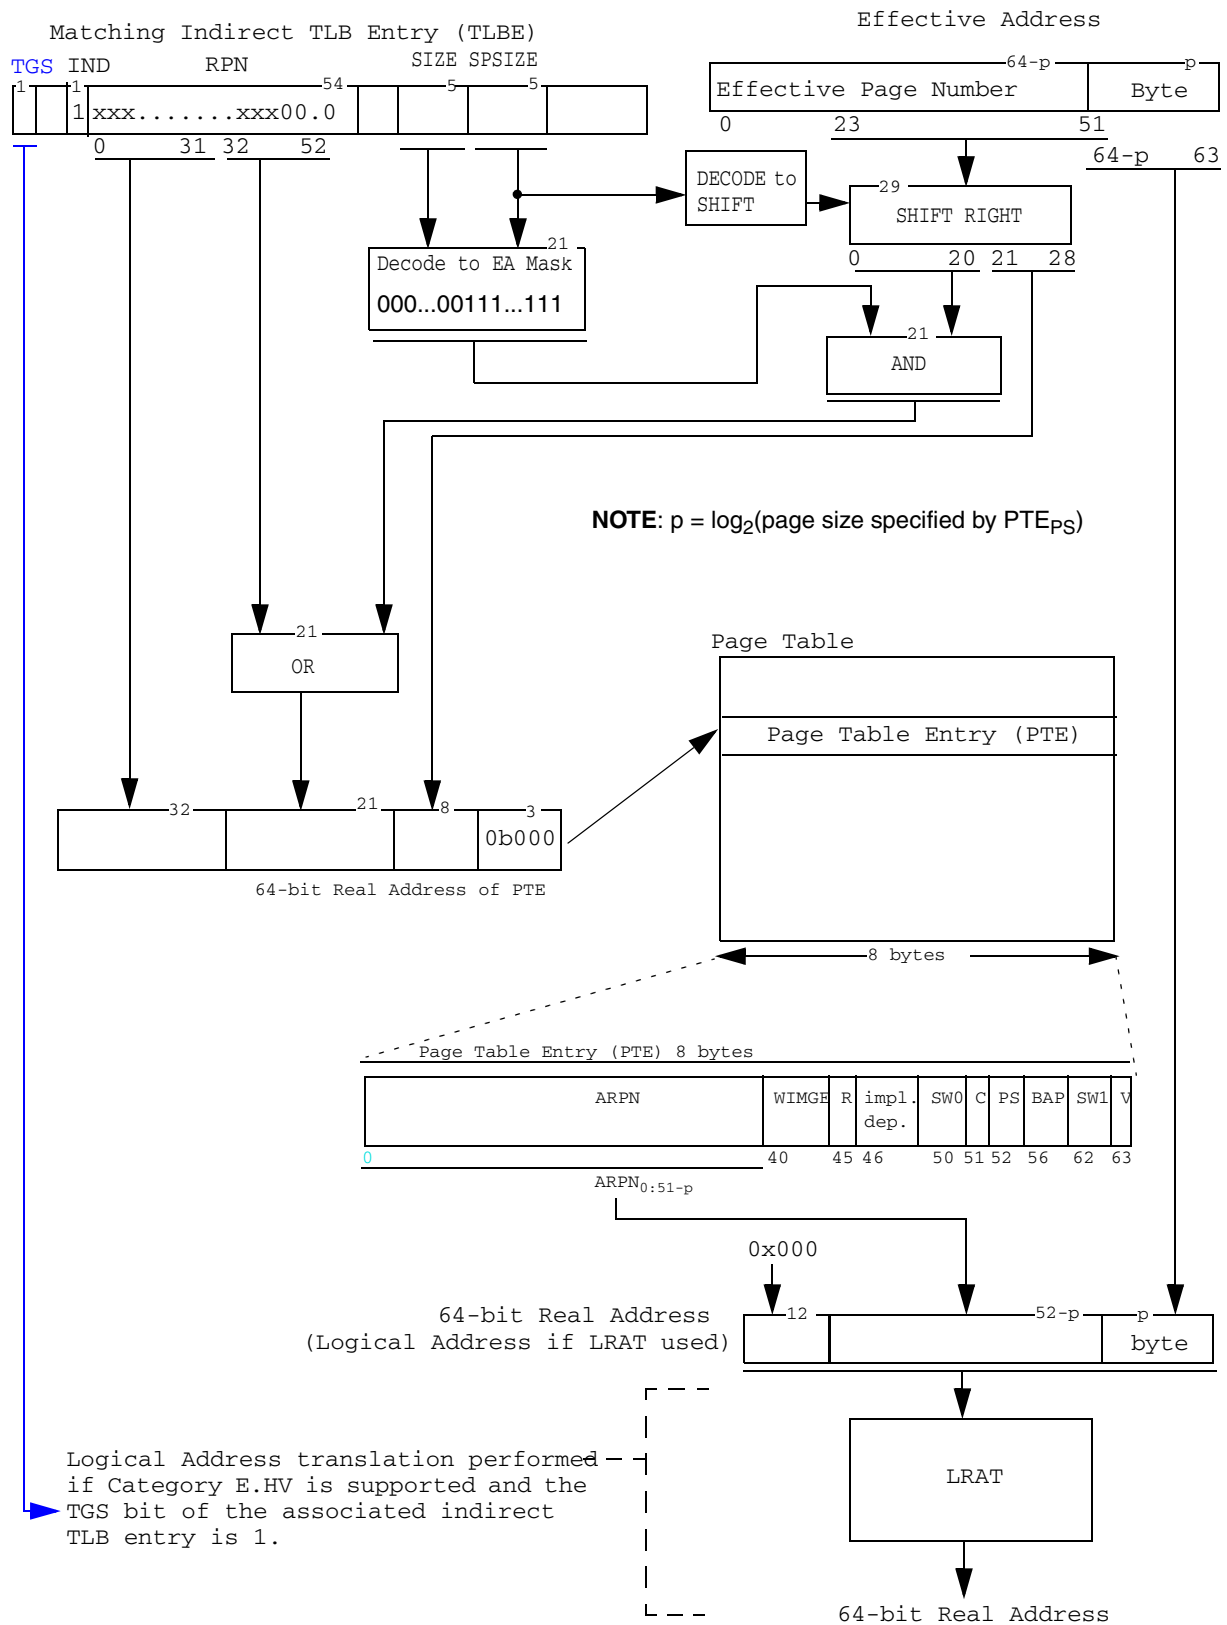 Effective Address
Matching Indirect TLB Entry (TLBE)
TGS IND RPN SIZE SPSIZE
1 1 54 5 5
1 xxx.......xxx00.0
0 31 32 52
64-p p
Effective Page Number Byte
0 23 51
64-p 63
DECODE to
SHIFT
29
SHIFT RIGHT
0 20 21 28
21
Decode to EA Mask
000...00111...111
21
AND
NOTE: p = log2(page size specified by PTEPS)
21
OR
Page Table
Page Table Entry (PTE)
32 21 8 3
0b000
64-bit Real Address of PTE
8 bytes
Page Table Entry (PTE) 8 bytes
ARPN WIMGE R impl. SW0 C PS BAP SW1 V
dep.
0 40 45 46 50 51 52 56 62 63
ARPN0:51-p
0x000
64-bit Real Address
(Logical Address if LRAT used)
12 52-p p
byte
Logical Address translation performed
if Category E.HV is supported and the
TGS bit of the associated indirect
TLB entry is 1.
LRAT
64-bit Real Address